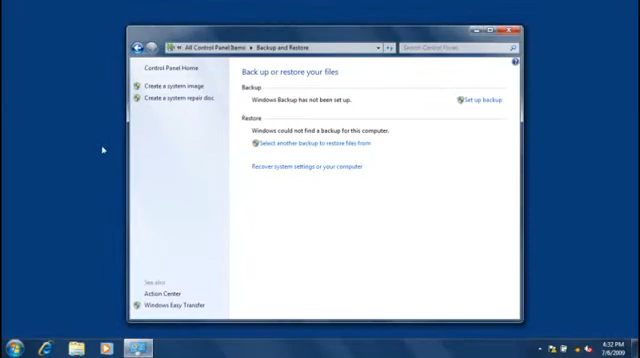 All Control Panel Items ▸ Backup and Restore
Search Control Panel
Control Panel Home
Create a system image
Create a system repair disc
Back up or restore your files
Backup
Windows Backup has not been set up.
Set up backup
Restore
Windows could not find a backup for this computer.
Select another backup to restore files from
Recover system settings or your computer
See also
Action Center
Windows Easy Transfer
4:32 PM
7/6/2009